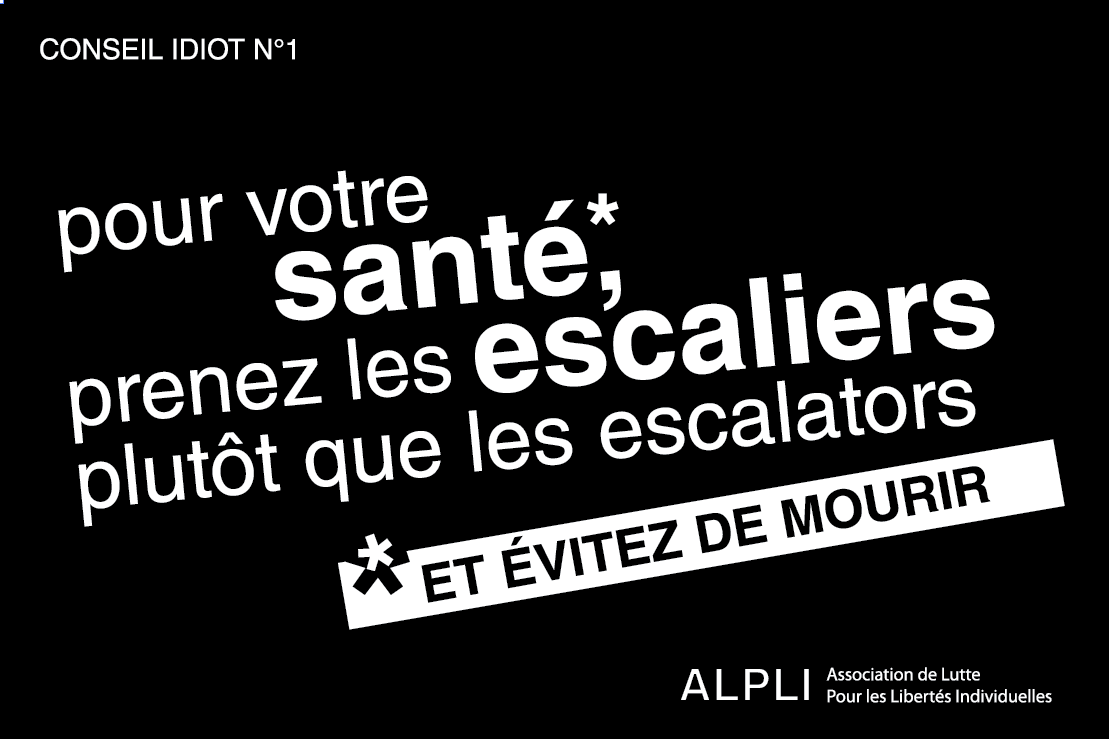 CONSEIL IDIOT N°1
pour votre
santé*,
prenez les escaliers
plutôt que les escalators
* ET ÉVITEZ DE MOURIR
ALPLI
Association de Lutte
Pour les Libertés Individuelles